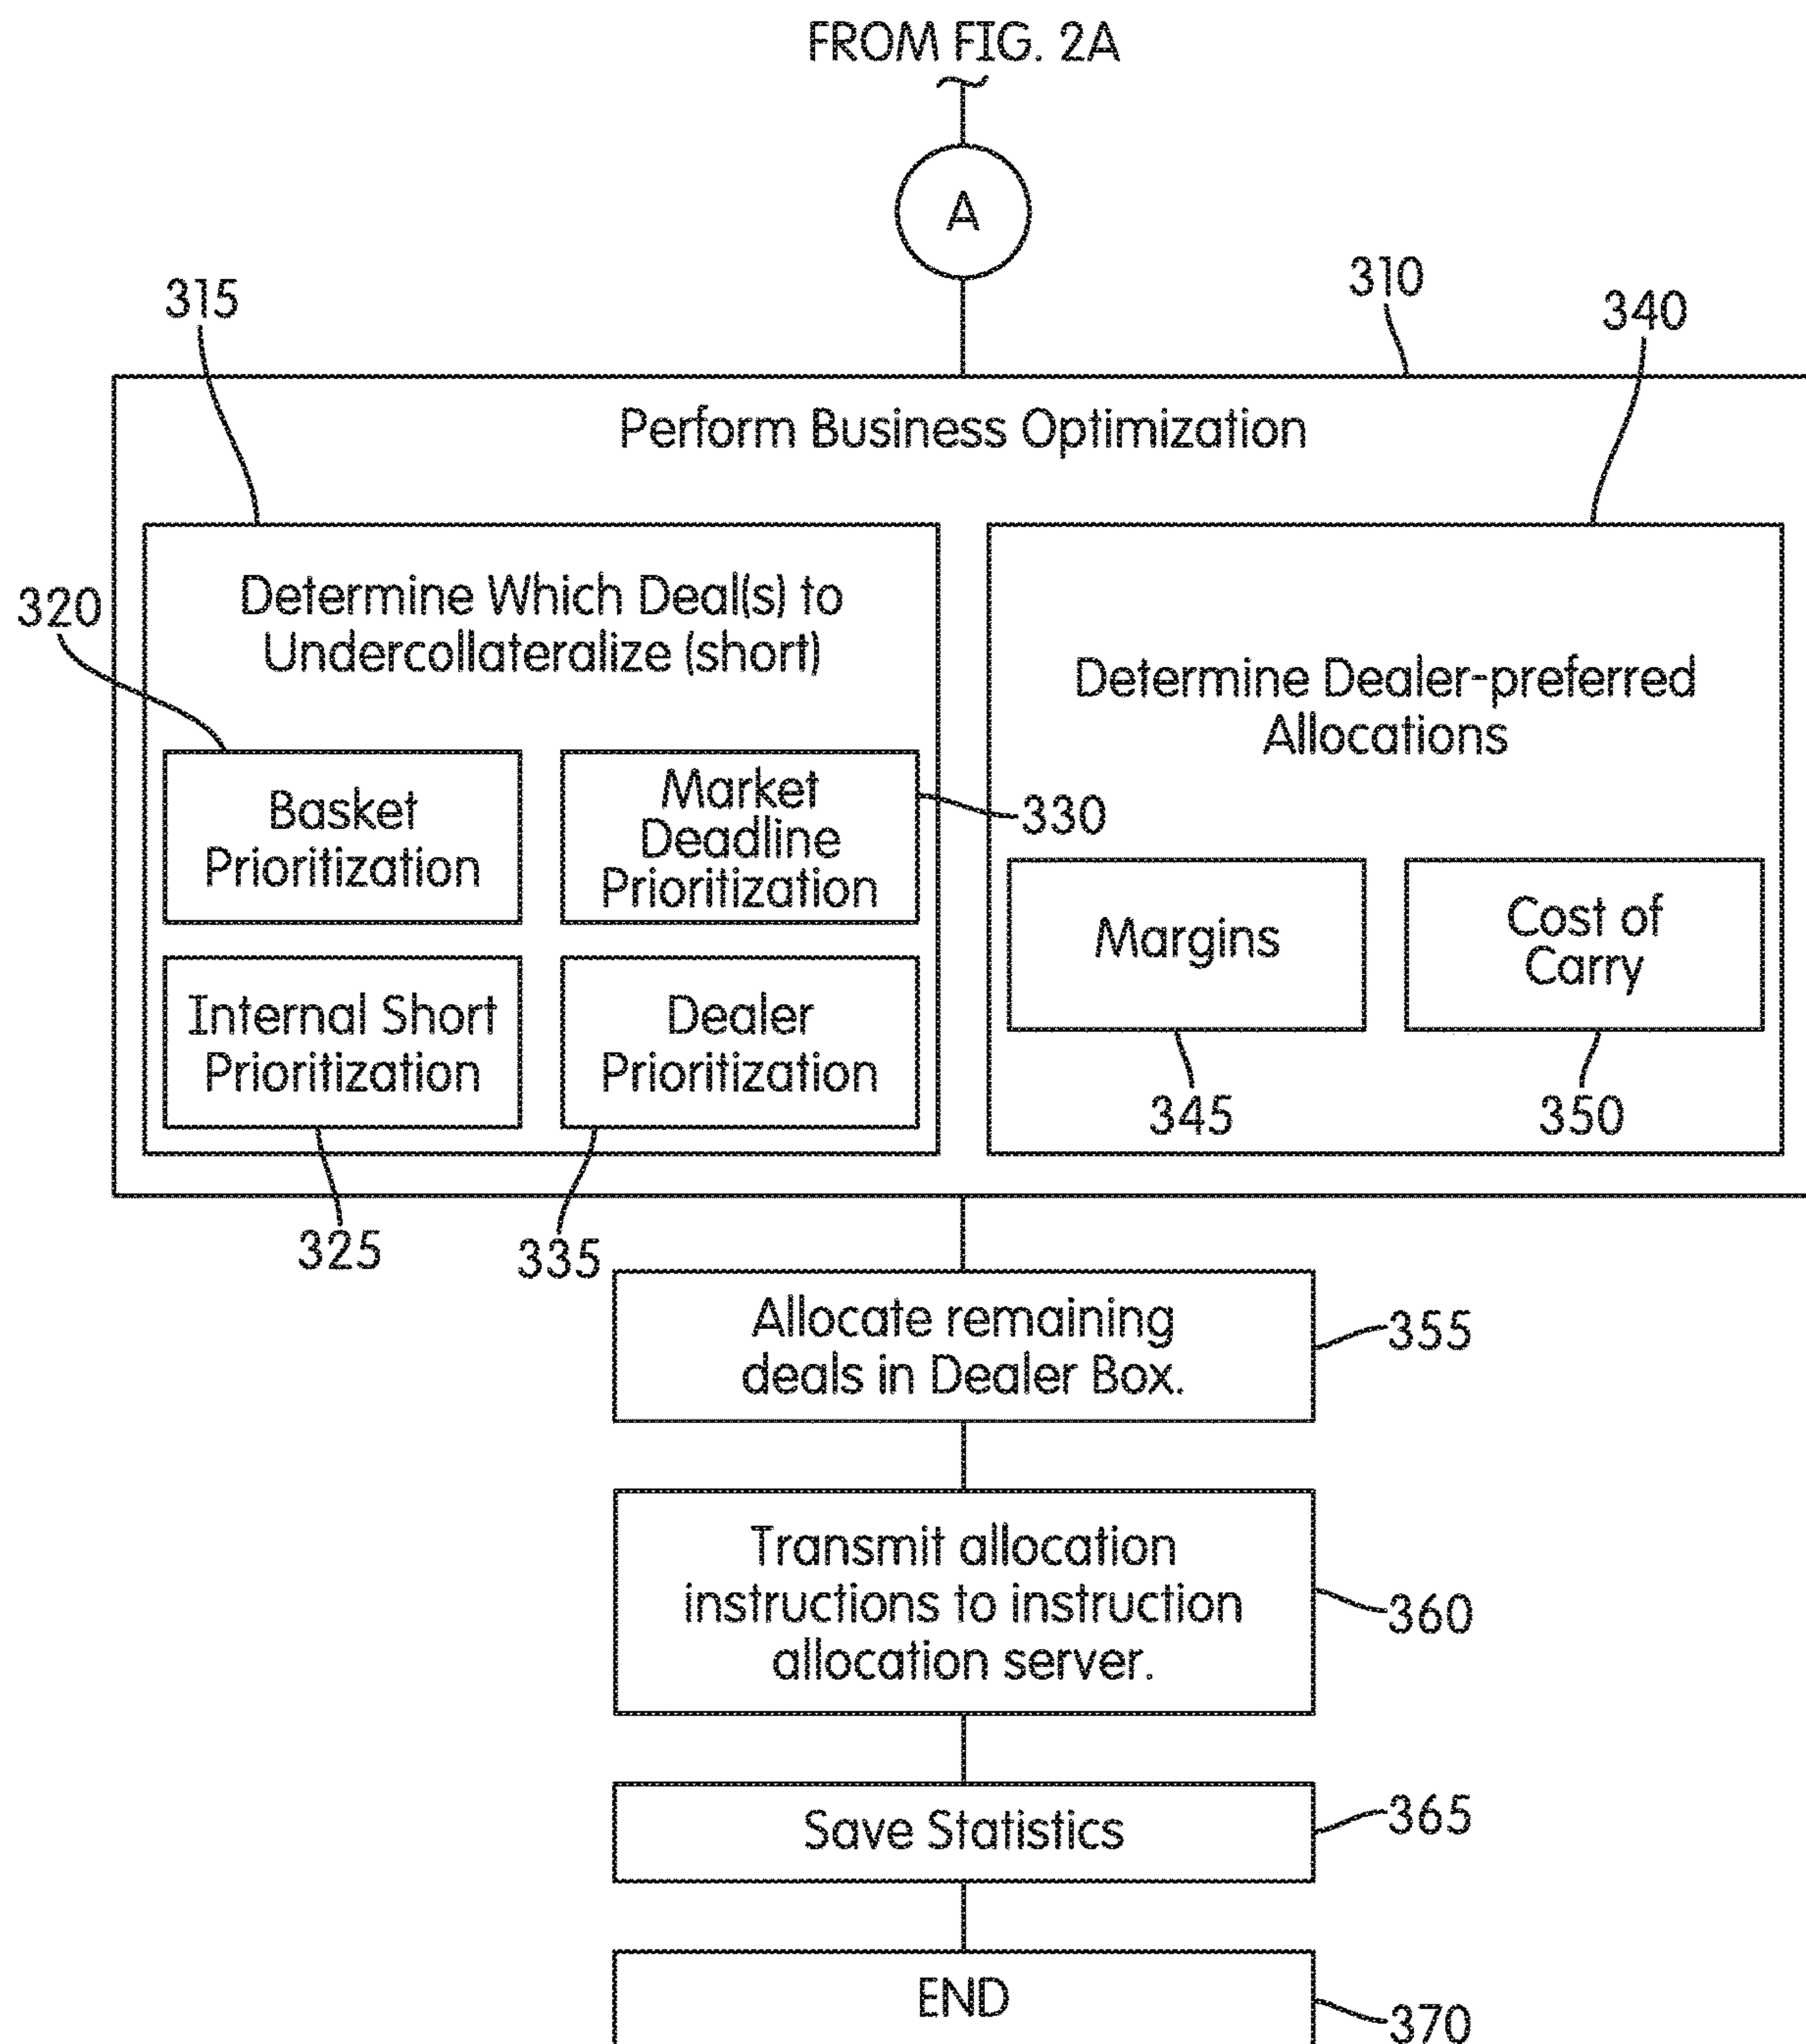 FROM FIG. 2A
A
310
315
340
Perform Business Optimization
Determine Which Deal(s) to
Undercollateralize (short)
320
Basket
Prioritization
Market
Deadline
Prioritization
330
Internal Short
Prioritization
Dealer
Prioritization
325
335
Determine Dealer-preferred
Allocations
Margins
Cost of
Carry
345
350
Allocate remaining
deals in Dealer Box.
355
Transmit allocation
instructions to instruction
allocation server.
360
Save Statistics
365
END
370